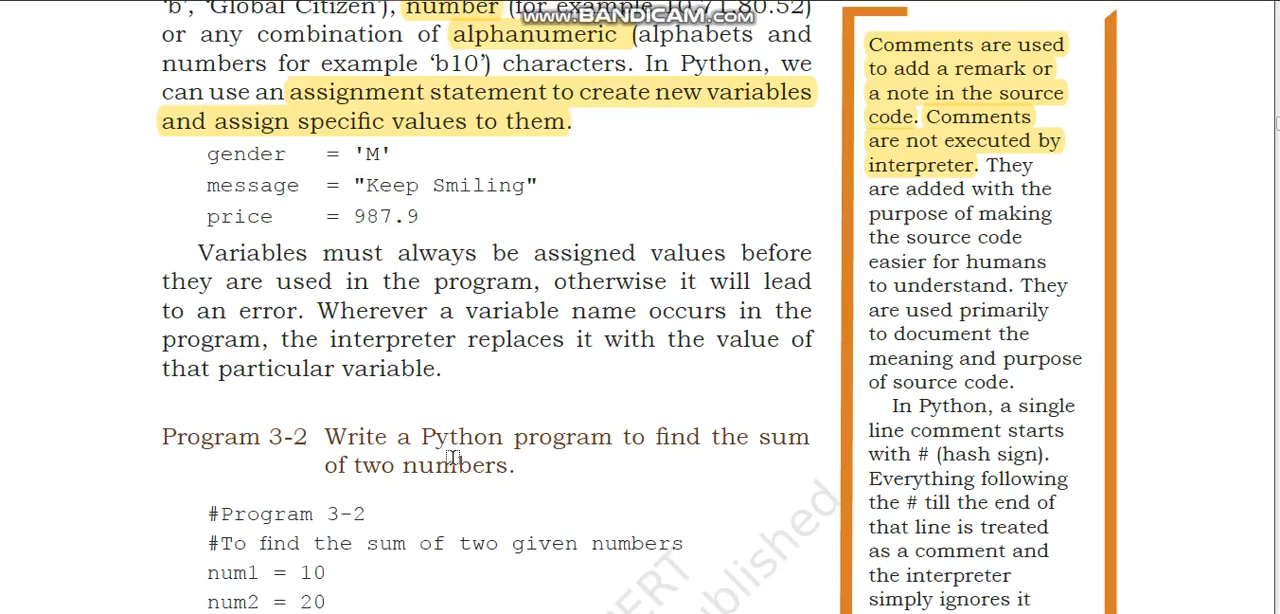 'b', 'Global Citizen'), number (for example 10.71,80.52)
www.BANDICAM.com
or any combination of alphanumeric (alphabets and
numbers for example 'b10') characters. In Python, we
can use an assignment statement to create new variables
and assign specific values to them.
gender = 'M'
message = "Keep Smiling"
price = 987.9
Variables must always be assigned values before
they are used in the program, otherwise it will lead
to an error. Wherever a variable name occurs in the
program, the interpreter replaces it with the value of
that particular variable.
Program 3-2 Write a Python program to find the sum
of two numbers.
#Program 3-2
#To find the sum of two given numbers
num1 = 10
num2 = 20
Comments are used
to add a remark or
a note in the source
code. Comments
are not executed by
interpreter. They
are added with the
purpose of making
the source code
easier for humans
to understand. They
are used primarily
to document the
meaning and purpose
of source code.
In Python, a single
line comment starts
with # (hash sign).
Everything following
the # till the end of
that line is treated
as a comment and
the interpreter
simply ignores it